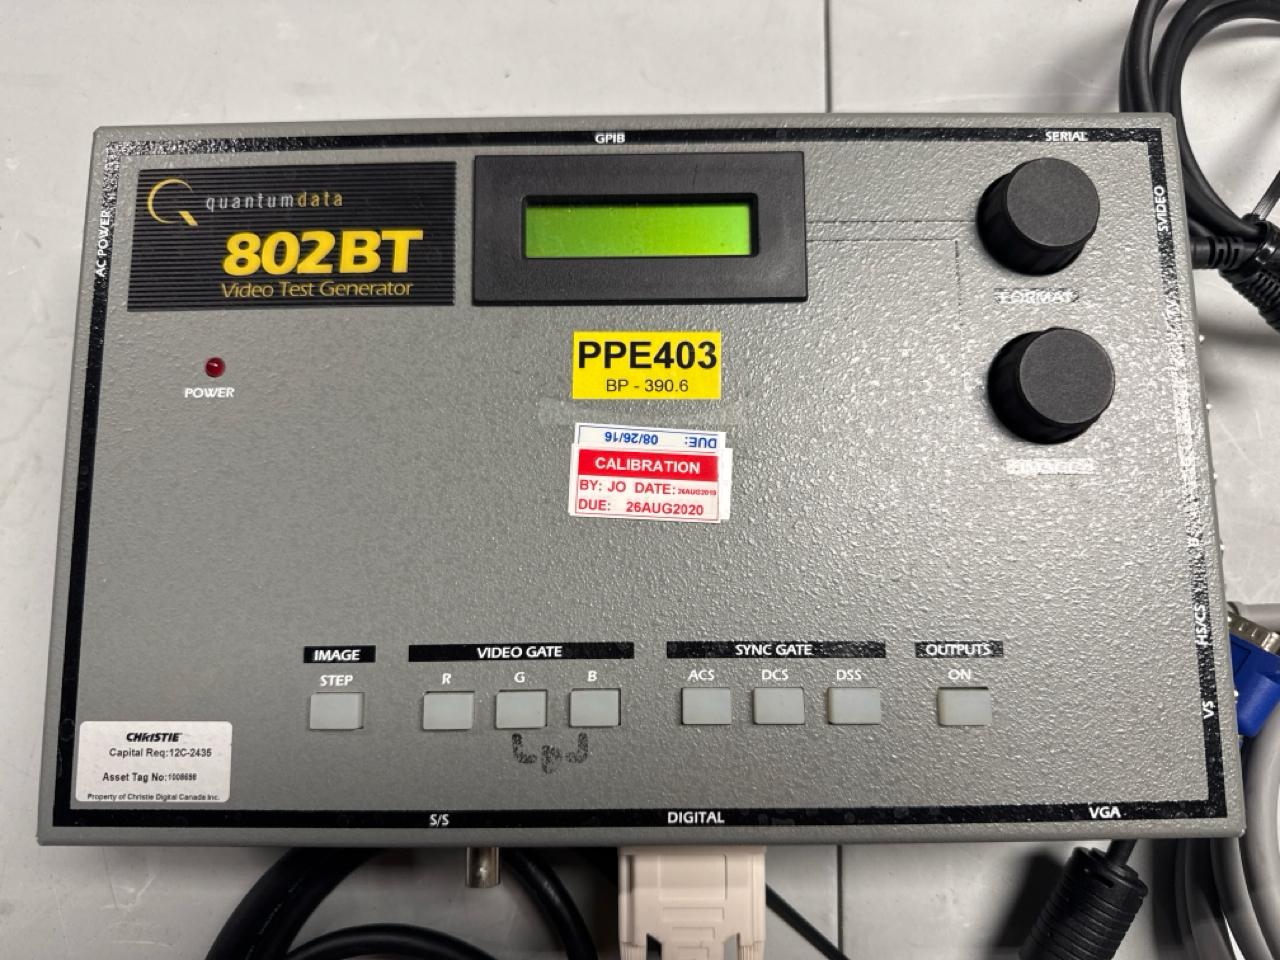 GPIB
SERIAL
quantumdata
802BT
Video Test Generator
AC POWER
SVIDEO
FORMAT
PPE403
BP - 390.6
POWER
DUE: 08/26/16
CALIBRATION
BY: JO DATE: 26AUG2019
DUE: 26AUG2020
HS/CS
VS
IMAGE
VIDEO GATE
SYNC GATE
OUTPUTS
STEP
R
G
B
ACS
DCS
DSS
ON
CHRISTIE
Capital Req:12C-2435
Asset Tag No:
Property of Christie Digital Canada Inc.
S/S
DIGITAL
VGA